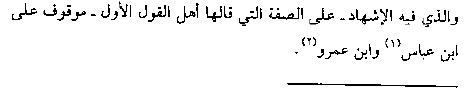 والذي فيه الإشهاد ـ على الصفة التي قالها أهل القول الأول ـ موقوف على
ابن عباس(١) وابن عمرو(٢).